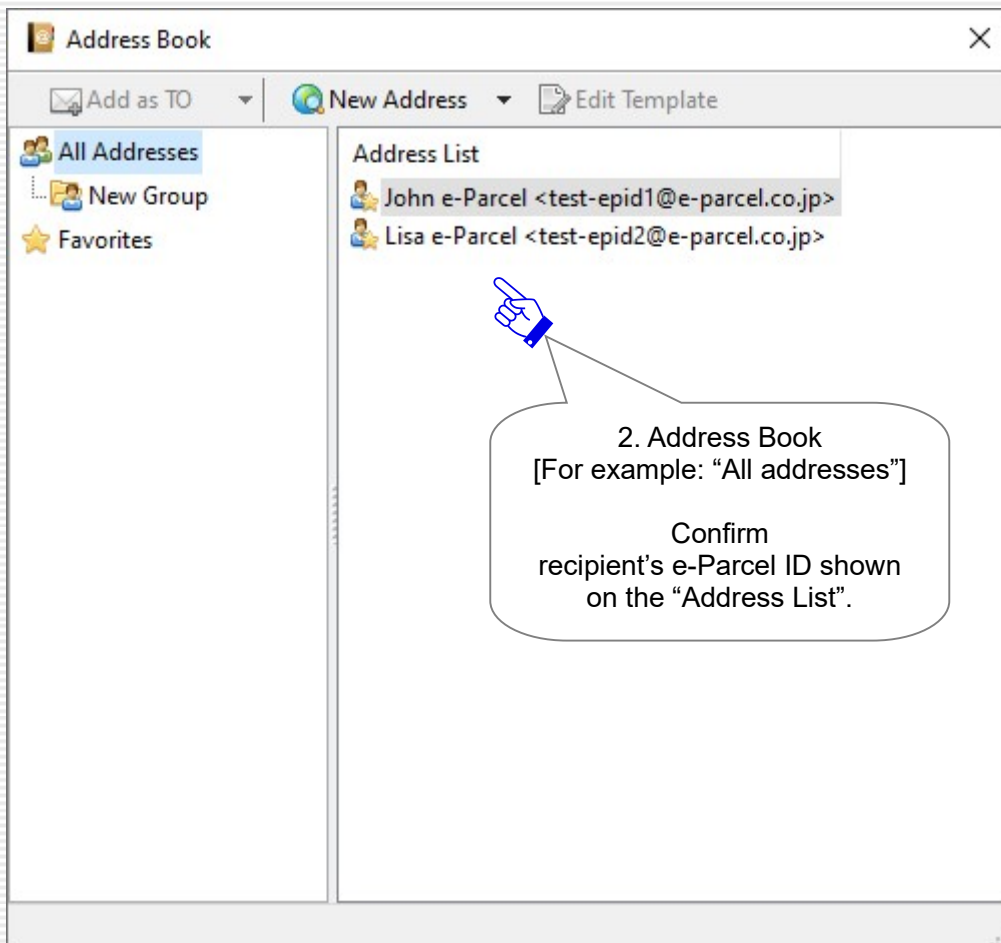 Address Book
Add as TO
New Address
Edit Template
All Addresses
New Group
Favorites
Address List
John e-Parcel <test-epid1@e-parcel.co.jp>
Lisa e-Parcel <test-epid2@e-parcel.co.jp>
2. Address Book
[For example: “All addresses”]
Confirm
recipient’s e-Parcel ID shown
on the “Address List”.